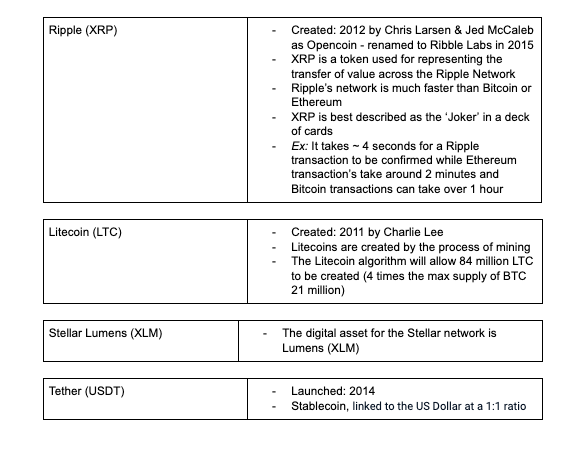 Ripple (XRP)
- Created: 2012 by Chris Larsen & Jed McCaleb
as Opencoin - renamed to Ribble Labs in 2015
- XRP is a token used for representing the
transfer of value across the Ripple Network
- Ripple's network is much faster than Bitcoin or
Ethereum
- XRP is best described as the 'Joker' in a deck
of cards
- Ex: It takes ~ 4 seconds for a Ripple
transaction to be confirmed while Ethereum
transaction's take around 2 minutes and
Bitcoin transactions can take over 1 hour
Litecoin (LTC)
- Created: 2011 by Charlie Lee
- Litecoins are created by the process of mining
- The Litecoin algorithm will allow 84 million LTC
to be created (4 times the max supply of BTC
21 million)
Stellar Lumens (XLM)
- The digital asset for the Stellar network is
Lumens (XLM)
Tether (USDT)
- Launched: 2014
- Stablecoin, linked to the US Dollar at a 1:1 ratio